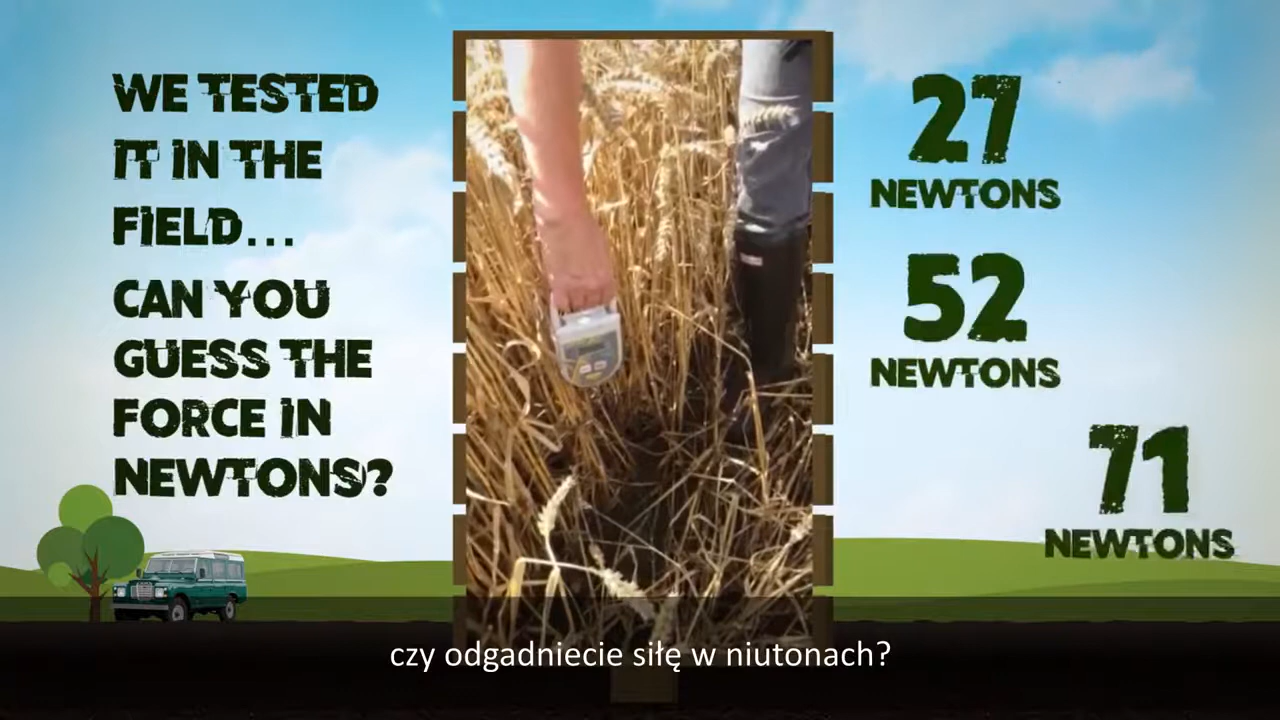 WE TESTED
IT IN THE
FIELD...
CAN YOU
GUESS THE
FORCE IN
NEWTONS?
27
NEWTONS
52
NEWTONS
71
NEWTONS
czy odgadniecie siłę w niutonach?